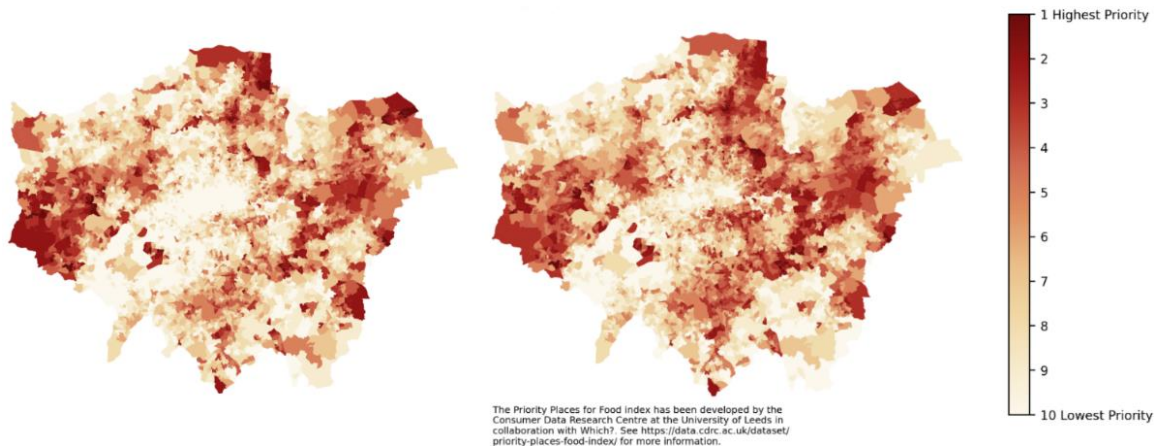 1 Highest Priority
2
3
4
5
6
7
8
9
10 Lowest Priority
The Priority Places for Food index has been developed by the
Consumer Data Research Centre at the University of Leeds in
collaboration with Which?. See https://data.cdrc.ac.uk/dataset/
priority-places-food-index/ for more information.